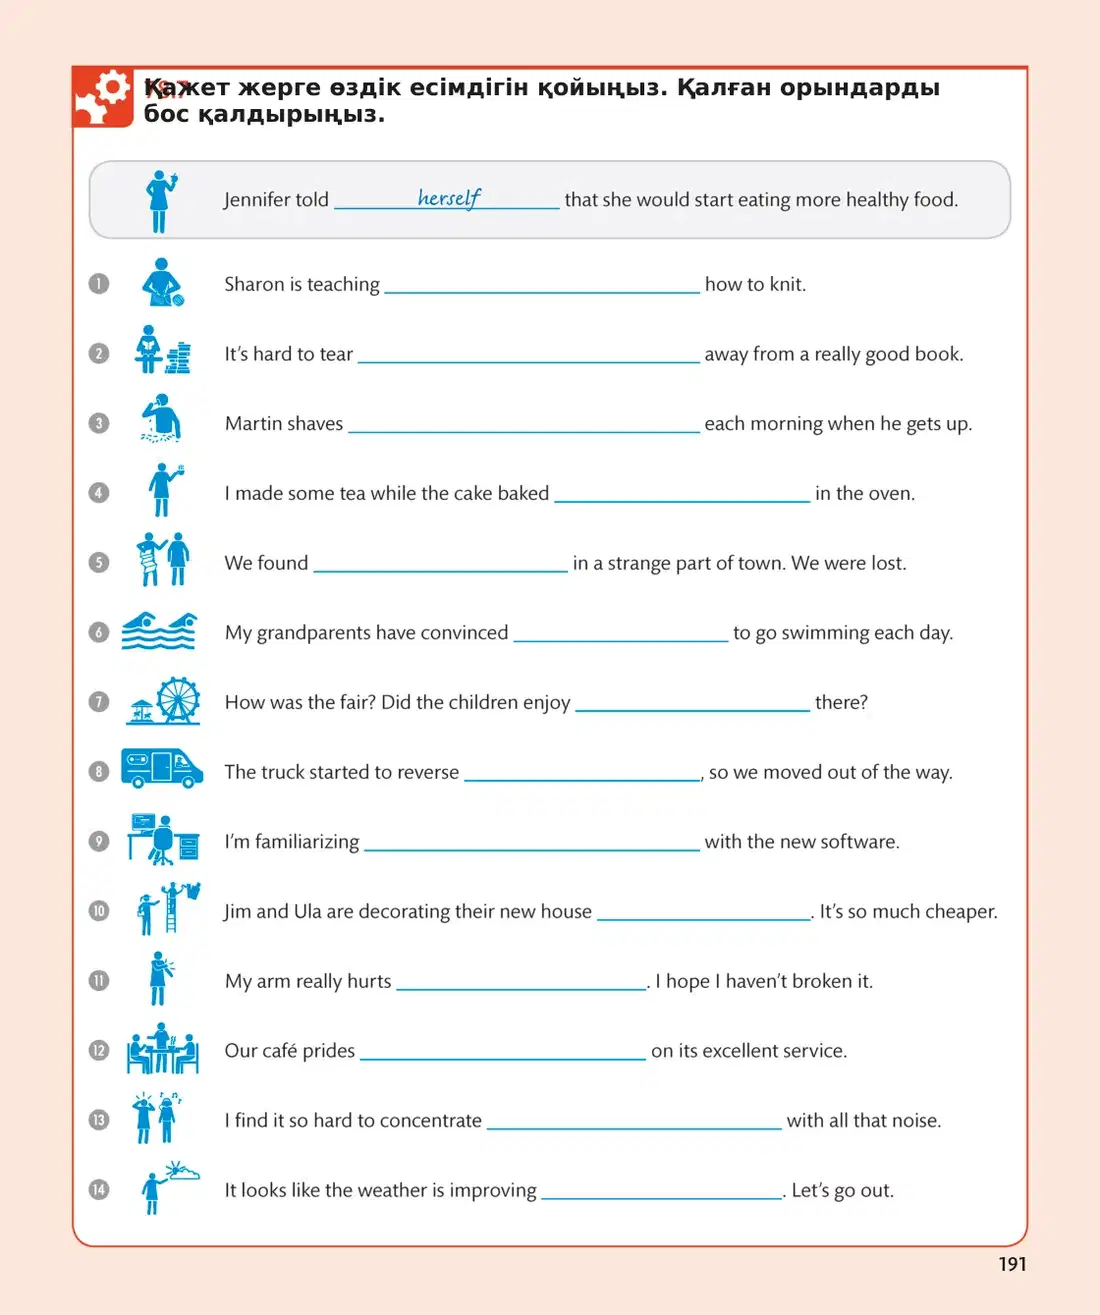 Қажет жерге өздік есімдігін қойыңыз. Қалған орындарды
бос қалдырыңыз.
Jennifer told herself that she would start eating more healthy food.
1 Sharon is teaching how to knit.
2 It's hard to tear away from a really good book.
3 Martin shaves each morning when he gets up.
4 I made some tea while the cake baked in the oven.
5 We found in a strange part of town. We were lost.
6 My grandparents have convinced to go swimming each day.
7 How was the fair? Did the children enjoy there?
8 The truck started to reverse , so we moved out of the way.
9 I'm familiarizing with the new software.
10 Jim and Ula are decorating their new house . It's so much cheaper.
11 My arm really hurts . I hope I haven't broken it.
12 Our café prides on its excellent service.
13 I find it so hard to concentrate with all that noise.
14 It looks like the weather is improving . Let's go out.
191